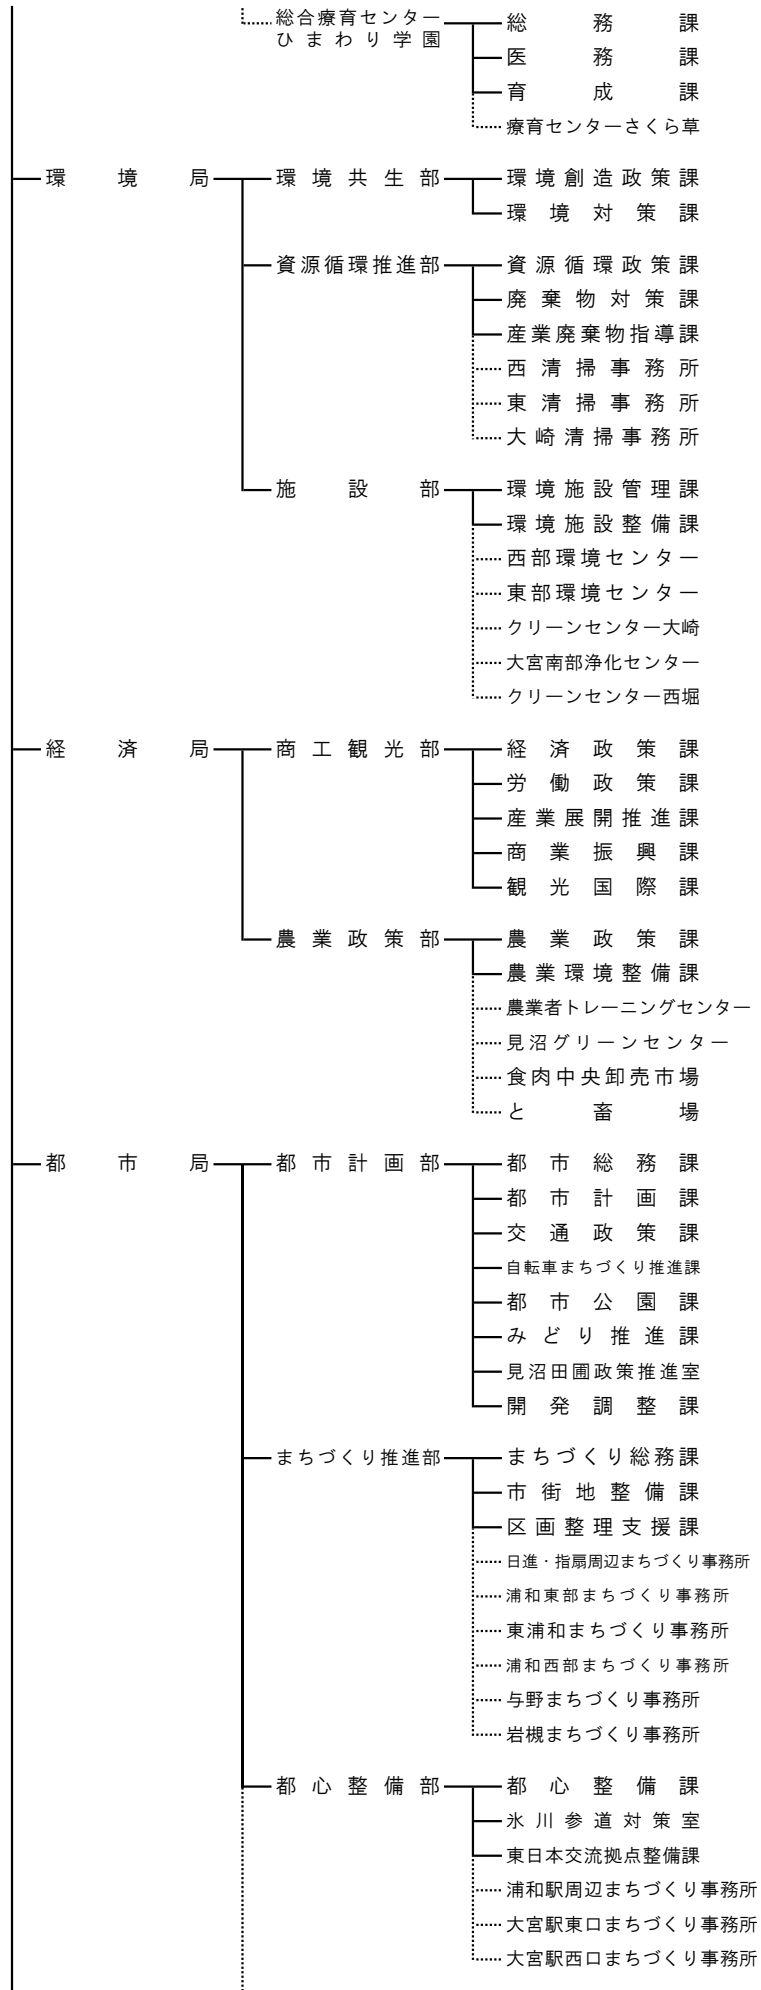 総合療育センター 総務課
ひまわり学園
医務課
育成課
療育センターさくら草
環境局 環境共生部 環境創造政策課
環境対策課
資源循環推進部 資源循環政策課
廃棄物対策課
産業廃棄物指導課
西清掃事務所
東清掃事務所
大崎清掃事務所
施設部 環境施設管理課
環境施設整備課
西部環境センター
東部環境センター
クリーンセンター大崎
大宮南部浄化センター
クリーンセンター西堀
経済局 商工観光部 経済政策課
労働政策課
産業展開推進課
商業振興課
観光国際課
農業政策部 農業政策課
農業環境整備課
農業者トレーニングセンター
見沼グリーンセンター
食肉中央卸売市場
と畜場
都市局 都市計画部 都市総務課
都市計画課
交通政策課
自転車まちづくり推進課
都市公園課
みどり推進課
見沼田圃政策推進室
開発調整課
まちづくり推進部 まちづくり総務課
市街地整備課
区画整理支援課
日進・指扇周辺まちづくり事務所
浦和東部まちづくり事務所
東浦和まちづくり事務所
浦和西部まちづくり事務所
与野まちづくり事務所
岩槻まちづくり事務所
都心整備部 都心整備課
氷川参道対策室
東日本交流拠点整備課
浦和駅周辺まちづくり事務所
大宮駅東口まちづくり事務所
大宮駅西口まちづくり事務所